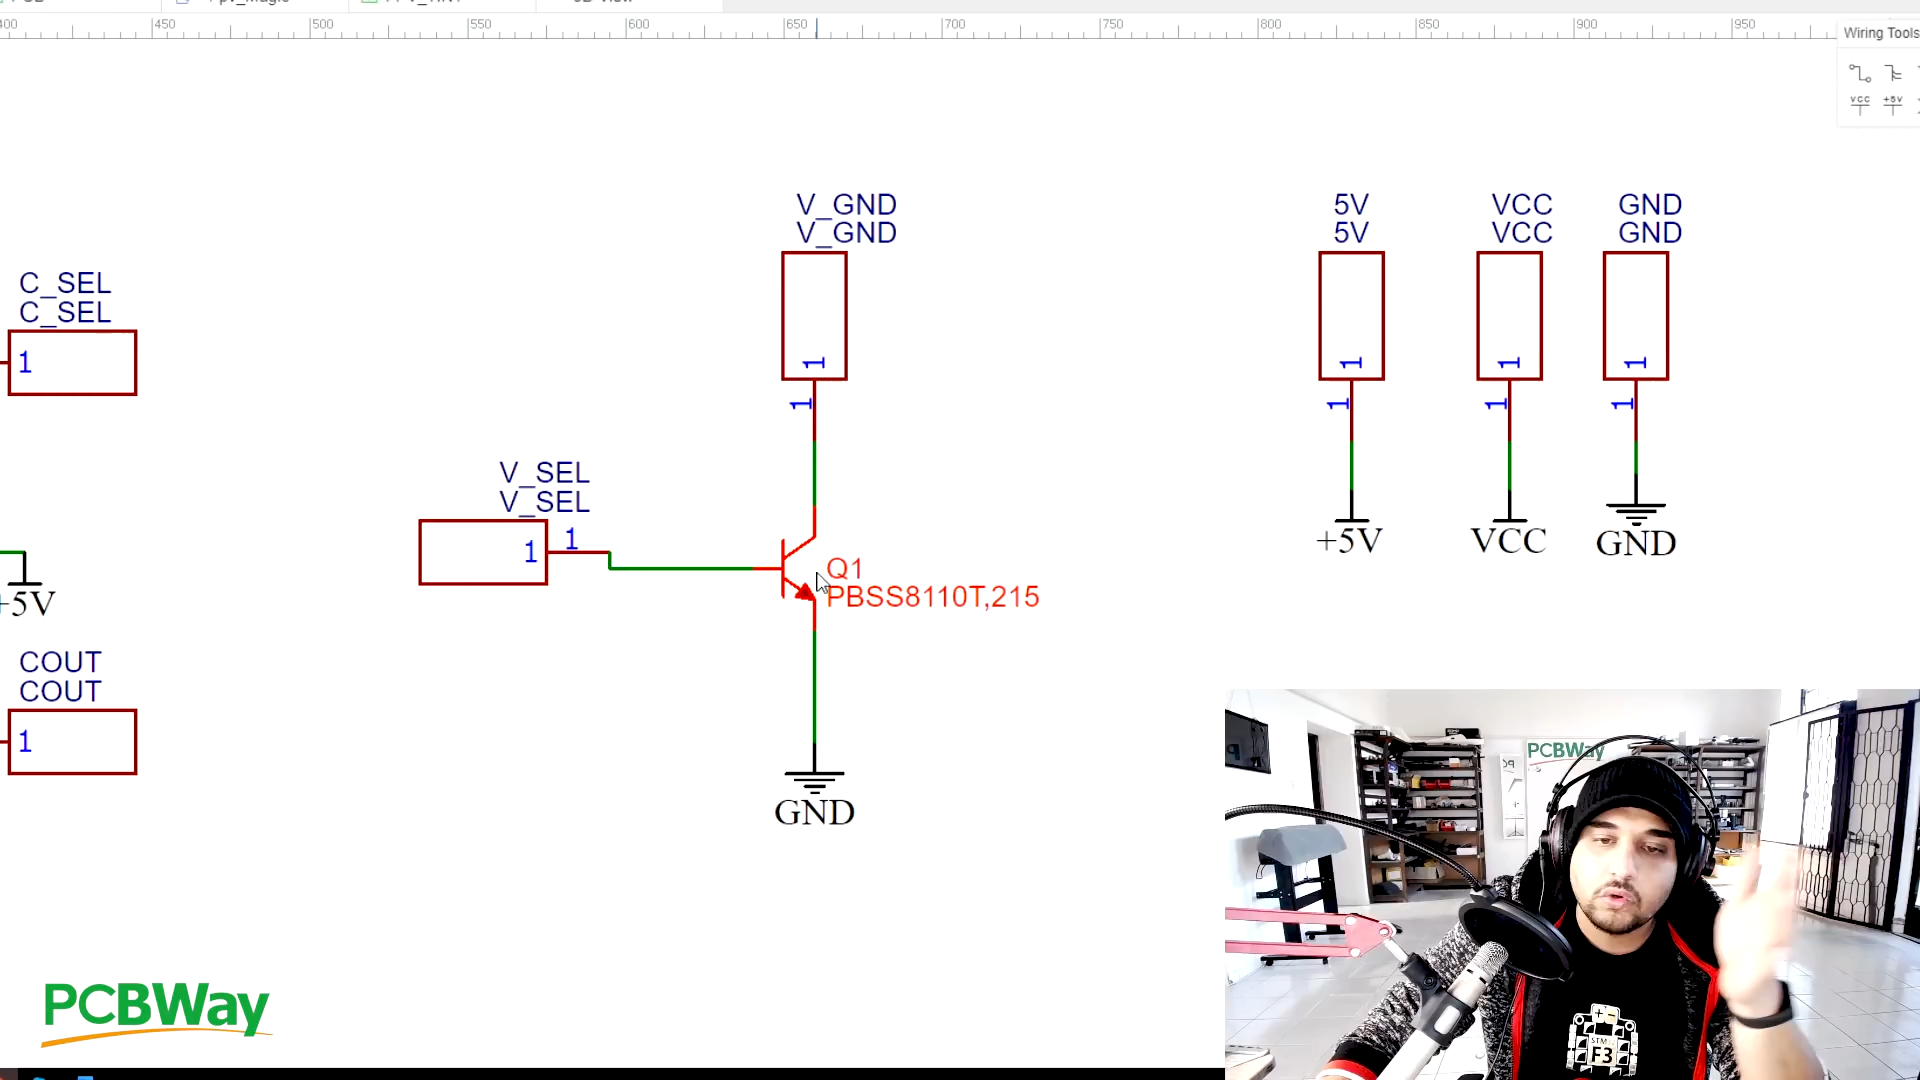 450
500
550
600
650
700
750
800
850
900
950
Wiring Tools
VCC +5V
V_GND
V_GND
1
1
5V
5V
1
1
+5V
VCC
VCC
1
1
VCC
GND
GND
1
1
GND
C_SEL
C_SEL
1
V_SEL
V_SEL
1
1
Q1
PBSS8110T,215
GND
+5V
COUT
COUT
1
PCBWay
PCBWay
STM
F3